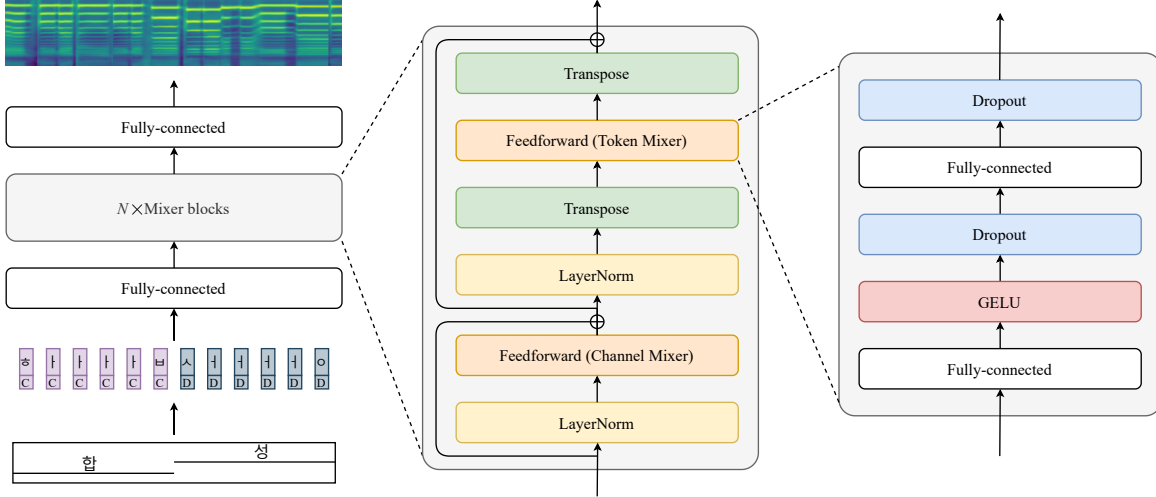 Fully-connected
N×Mixer blocks
Fully-connected
ㅎ ㅏ ㅏ ㅏ ㅏ ㅂ ㅅ ㅓ ㅓ ㅓ ㅓ ㅇ
C C C C C C D D D D D D
합 성
Transpose
Feedforward (Token Mixer)
Transpose
LayerNorm
Feedforward (Channel Mixer)
LayerNorm
Dropout
Fully-connected
Dropout
GELU
Fully-connected